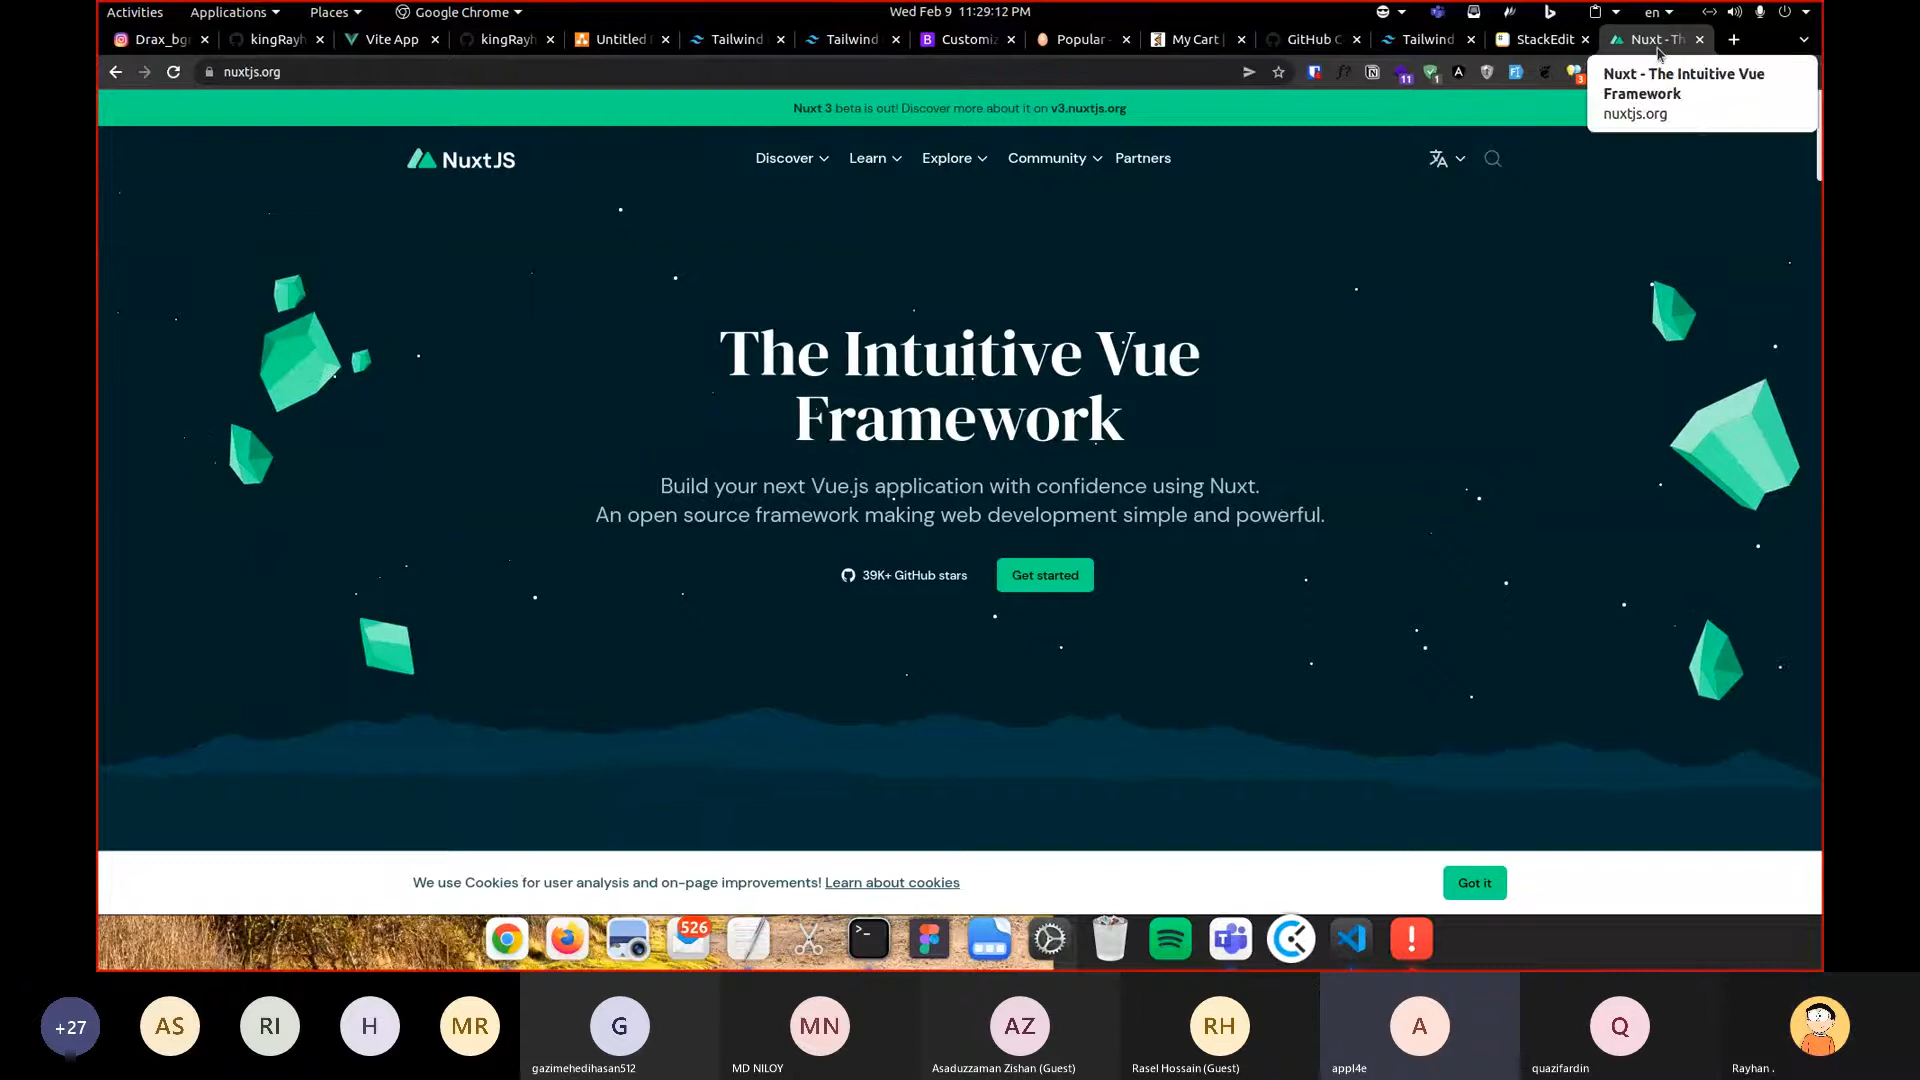 Activities Applications Places Google Chrome Wed Feb 9 11:29:12 PM en
Drax_bg kingRayh Vite App kingRayh Untitled Tailwind Tailwind Customiz Popular - My Cart | GitHub C Tailwind StackEdit Nuxt - Th
nuxtjs.org 11 1 3
Nuxt - The Intuitive Vue
Framework
nuxtjs.org
Nuxt 3 beta is out! Discover more about it on v3.nuxtjs.org
NuxtJS Discover Learn Explore Community Partners
The Intuitive Vue
Framework
Build your next Vue.js application with confidence using Nuxt.
An open source framework making web development simple and powerful.
39K+ GitHub stars Get started
We use Cookies for user analysis and on-page improvements! Learn about cookies Got it
526
+27 AS RI H MR G MN AZ RH A Q
gazimehedihasan512 MD NILOY Asaduzzaman Zishan (Guest) Rasel Hossain (Guest) appl4e quazifardin Rayhan .